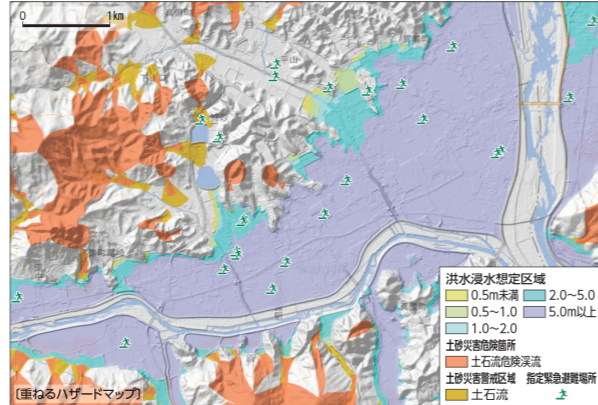 0 1km
洪水浸水想定区域
0.5m未満
0.5〜1.0
1.0〜2.0
2.0〜5.0
5.0m以上
土砂災害危険箇所
土石流危険渓流
土砂災害警戒区域 指定緊急避難場所
土石流
〔重ねるハザードマップ〕